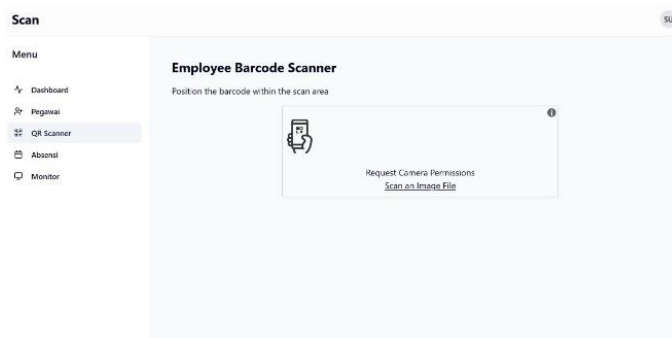 Scan
SU
Menu
Dashboard
Pegawai
QR Scanner
Absensi
Monitor
Employee Barcode Scanner
Position the barcode within the scan area
Request Camera Permissions
Scan an Image File